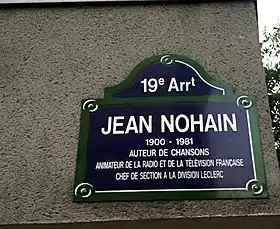 19e Arrt
JEAN NOHAIN
1900 - 1981
AUTEUR DE CHANSONS
ANIMATEUR DE LA RADIO ET DE LA TÉLÉVISION FRANÇAISE
CHEF DE SECTION A LA DIVISION LECLERC